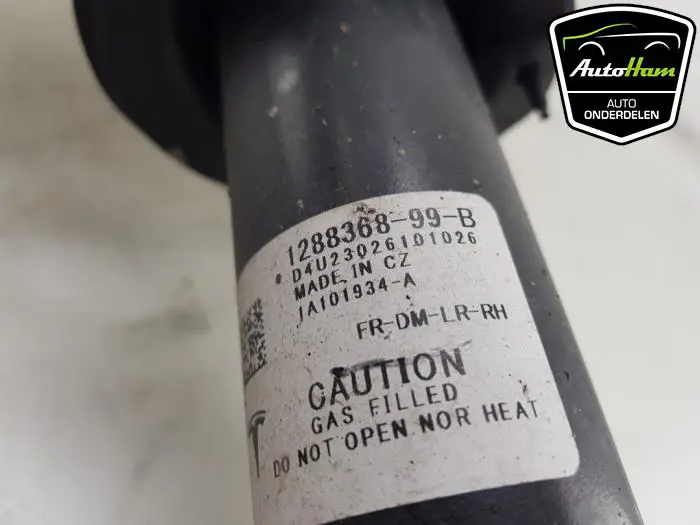 AutoHam
AUTO
ONDERDELEN
1288368-99-B
D4U23026101026
MADE IN CZ
1A101934-A
FR-DM-LR-RH
CAUTION
GAS FILLED
DO NOT OPEN NOR HEAT